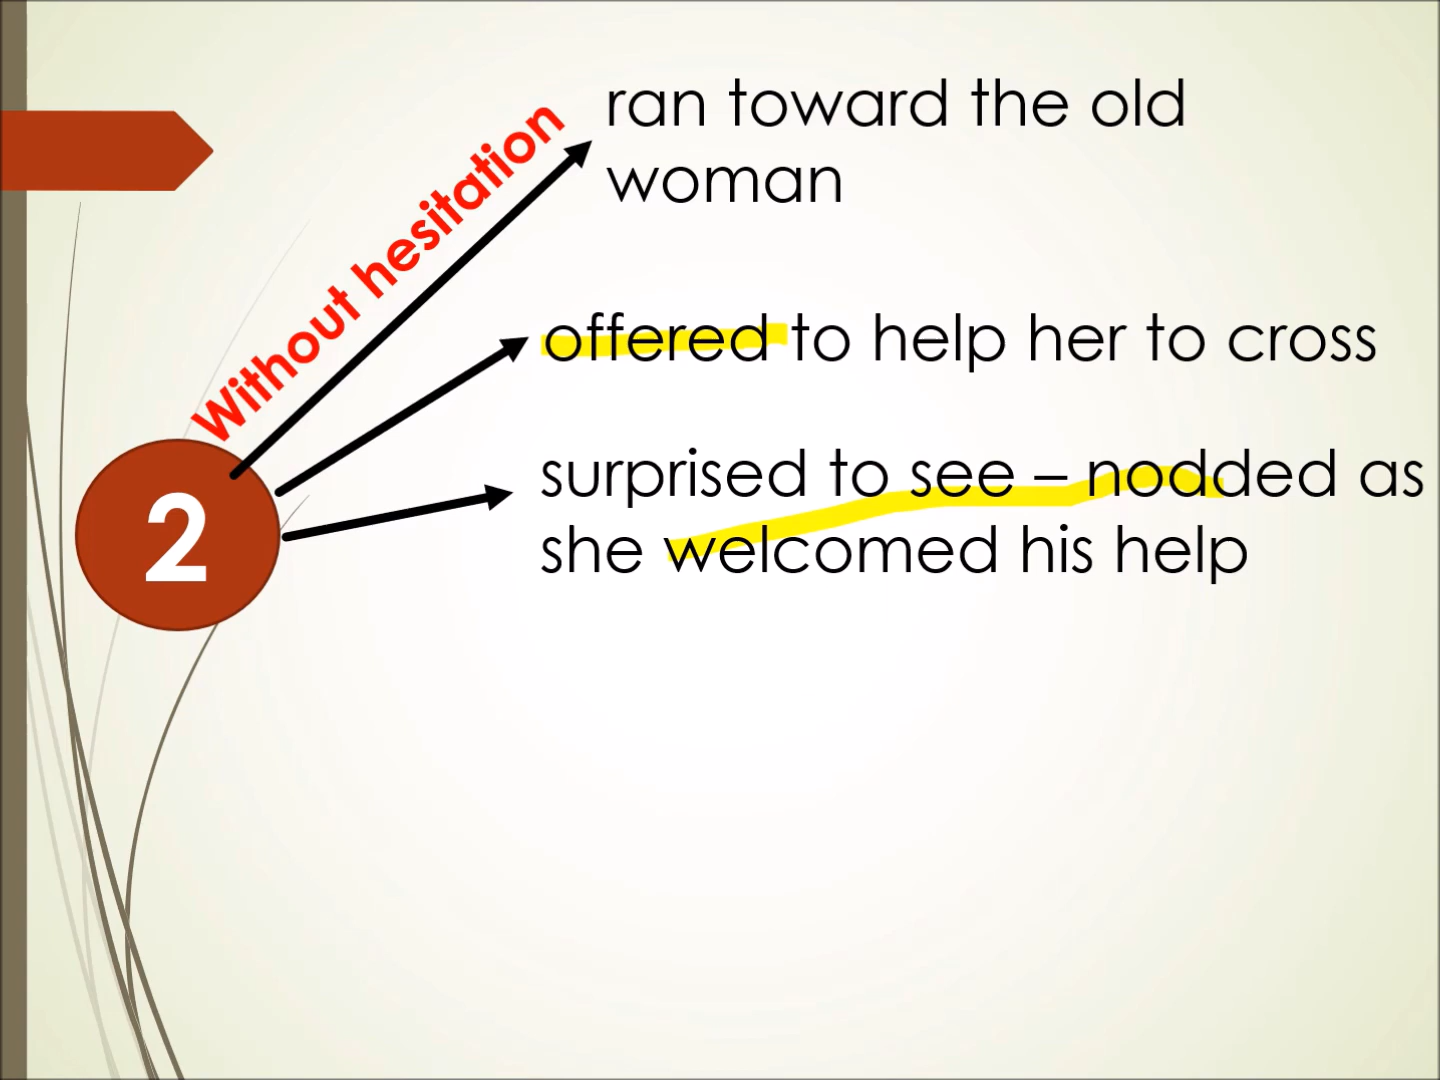 Without hesitation
ran toward the old
woman
offered to help her to cross
surprised to see – nodded as
she welcomed his help
2